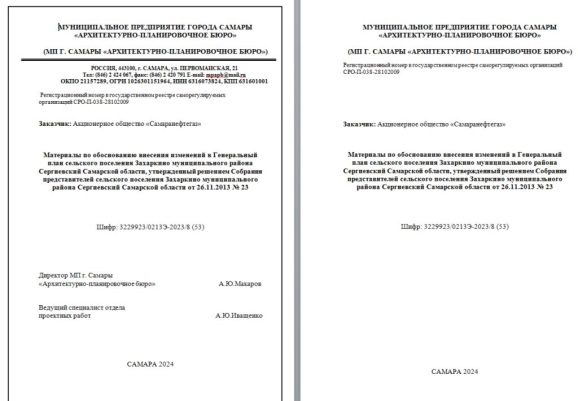 МУНИЦИПАЛЬНОЕ ПРЕДПРИЯТИЕ ГОРОДА САМАРЫ
«АРХИТЕКТУРНО-ПЛАНИРОВОЧНОЕ БЮРО»
(МП Г. САМАРЫ «АРХИТЕКТУРНО-ПЛАНИРОВОЧНОЕ БЮРО»)
РОССИЯ, 443100, г. САМАРА, ул. ПЕРВОМАЙСКАЯ, 21
Тел: (846) 2 424 067, факс: (846) 2 420 791 E-mail: mpapb@mail.ru
ОКПО 21157289, ОГРН 1026301151964, ИНН 6316073824, КПП 631601001
Регистрационный номер в государственном реестре саморегулируемых
организаций СРО-П-038-28102009
Заказчик: Акционерное общество «Самаранефтегаз»
Материалы по обоснованию внесения изменений в Генеральный
план сельского поселения Захаркино муниципального района
Сергиевский Самарской области, утвержденный решением Собрания
представителей сельского поселения Захаркино муниципального
района Сергиевский Самарской области от 26.11.2013 № 23
Шифр: 3229923/0213Э-2023/8 (53)
Директор МП г. Самары
«Архитектурно-планировочное бюро» А.Ю.Макаров
Ведущий специалист отдела
проектных работ А.Ю.Иващенко
САМАРА 2024
МУНИЦИПАЛЬНОЕ ПРЕДПРИЯТИЕ ГОРОДА САМАРЫ
«АРХИТЕКТУРНО-ПЛАНИРОВОЧНОЕ БЮРО»
(МП Г. САМАРЫ «АРХИТЕКТУРНО-ПЛАНИРОВОЧНОЕ БЮРО»)
Регистрационный номер в государственном реестре саморегулируемых организаций
СРО-П-038-28102009
Заказчик: Акционерное общество «Самаранефтегаз»
Материалы по обоснованию внесения изменений в Генеральный
план сельского поселения Захаркино муниципального района
Сергиевский Самарской области, утвержденный решением Собрания
представителей сельского поселения Захаркино муниципального
района Сергиевский Самарской области от 26.11.2013 № 23
Шифр: 3229923/0213Э-2023/8 (53)
САМАРА 2024